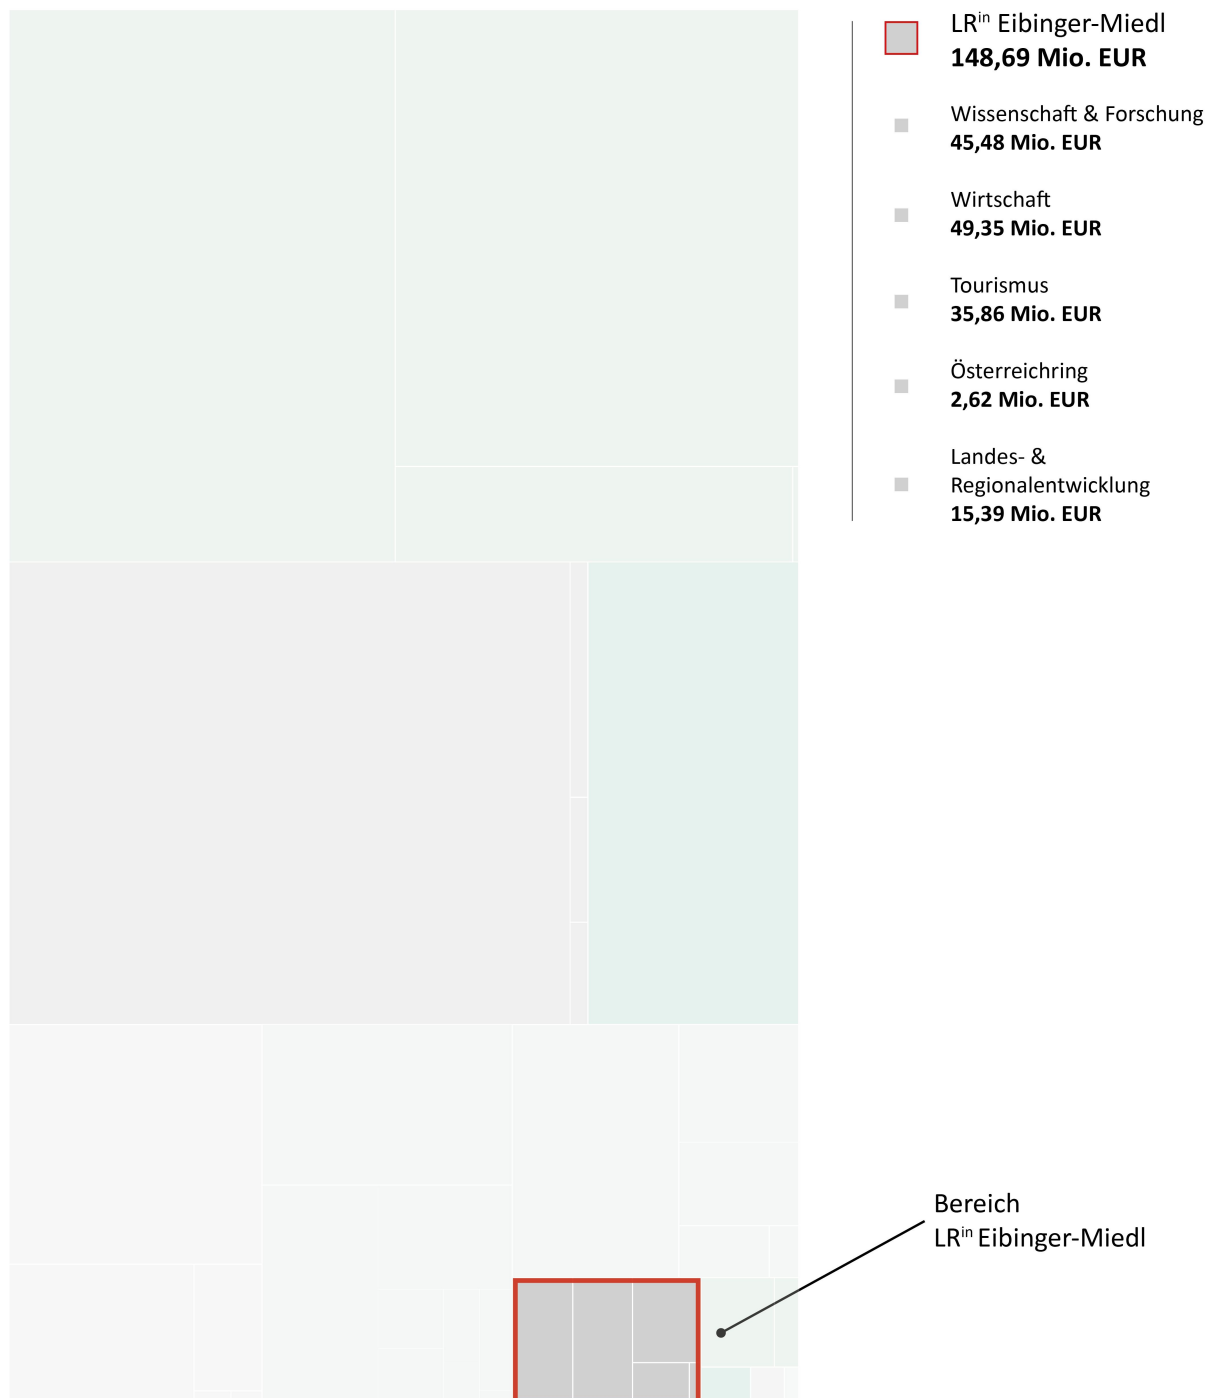 LRin Eibinger-Miedl
148,69 Mio. EUR
Wissenschaft & Forschung
45,48 Mio. EUR
Wirtschaft
49,35 Mio. EUR
Tourismus
35,86 Mio. EUR
Österreichring
2,62 Mio. EUR
Landes- &
Regionalentwicklung
15,39 Mio. EUR
Bereich
LRin Eibinger-Miedl